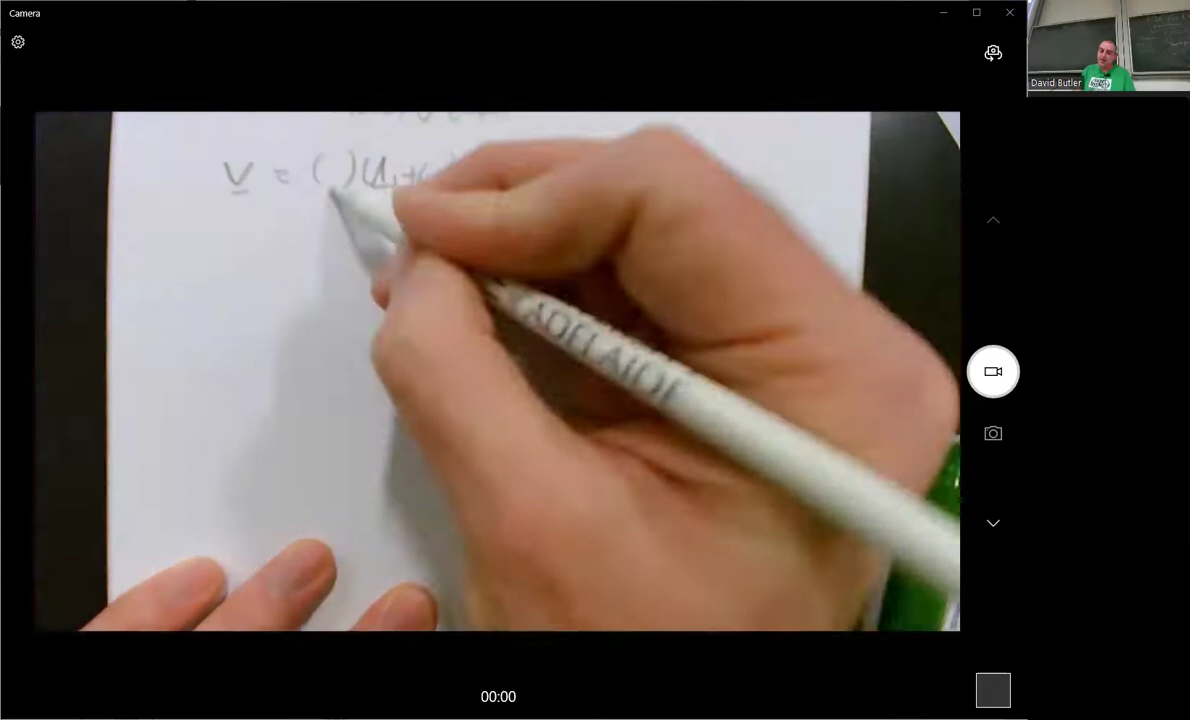 Camera
David Butler
v = ( )u₁+(
ADELAIDE
00:00